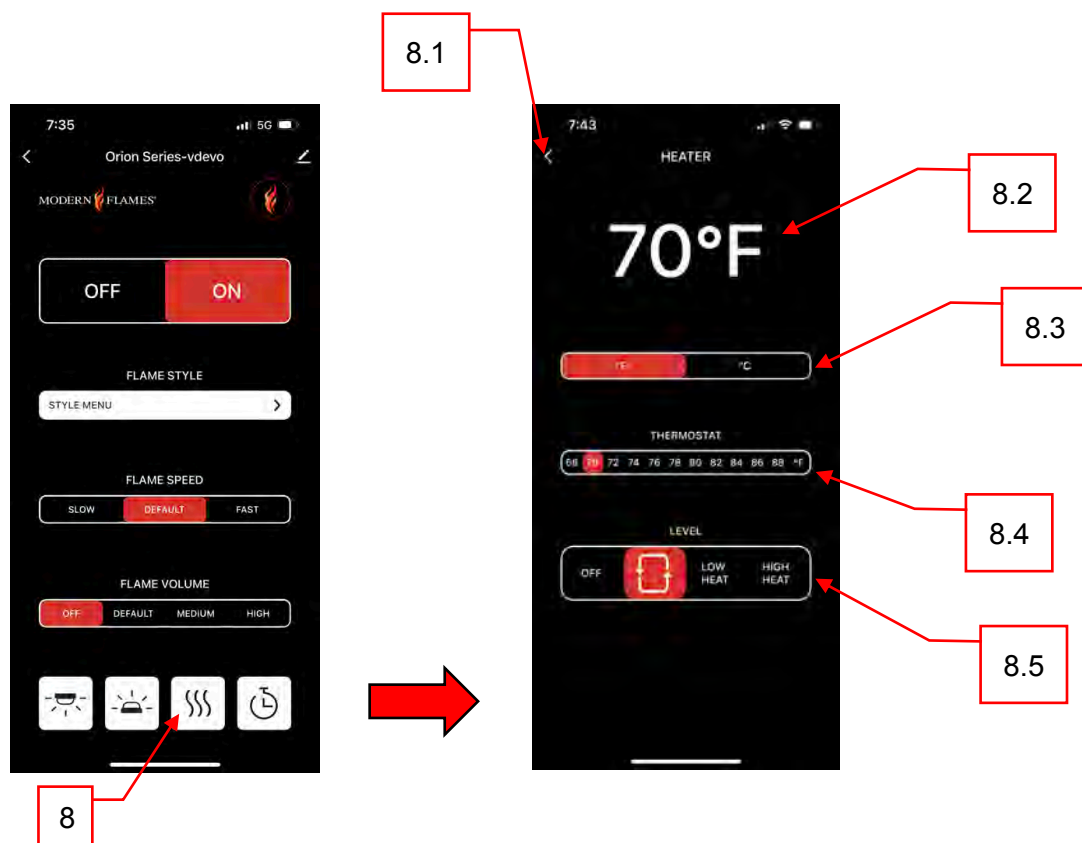 8.1
7:35
5G
Orion Series-vdevo
MODERN FLAMES
OFF ON
FLAME STYLE
STYLE MENU
FLAME SPEED
SLOW DEFAULT FAST
FLAME VOLUME
OFF DEFAULT MEDIUM HIGH
8
7:43
HEATER
70°F
°F °C
THERMOSTAT
68 70 72 74 76 78 80 82 84 86 88 °F
LEVEL
OFF
LOW HIGH
HEAT HEAT
8.2
8.3
8.4
8.5